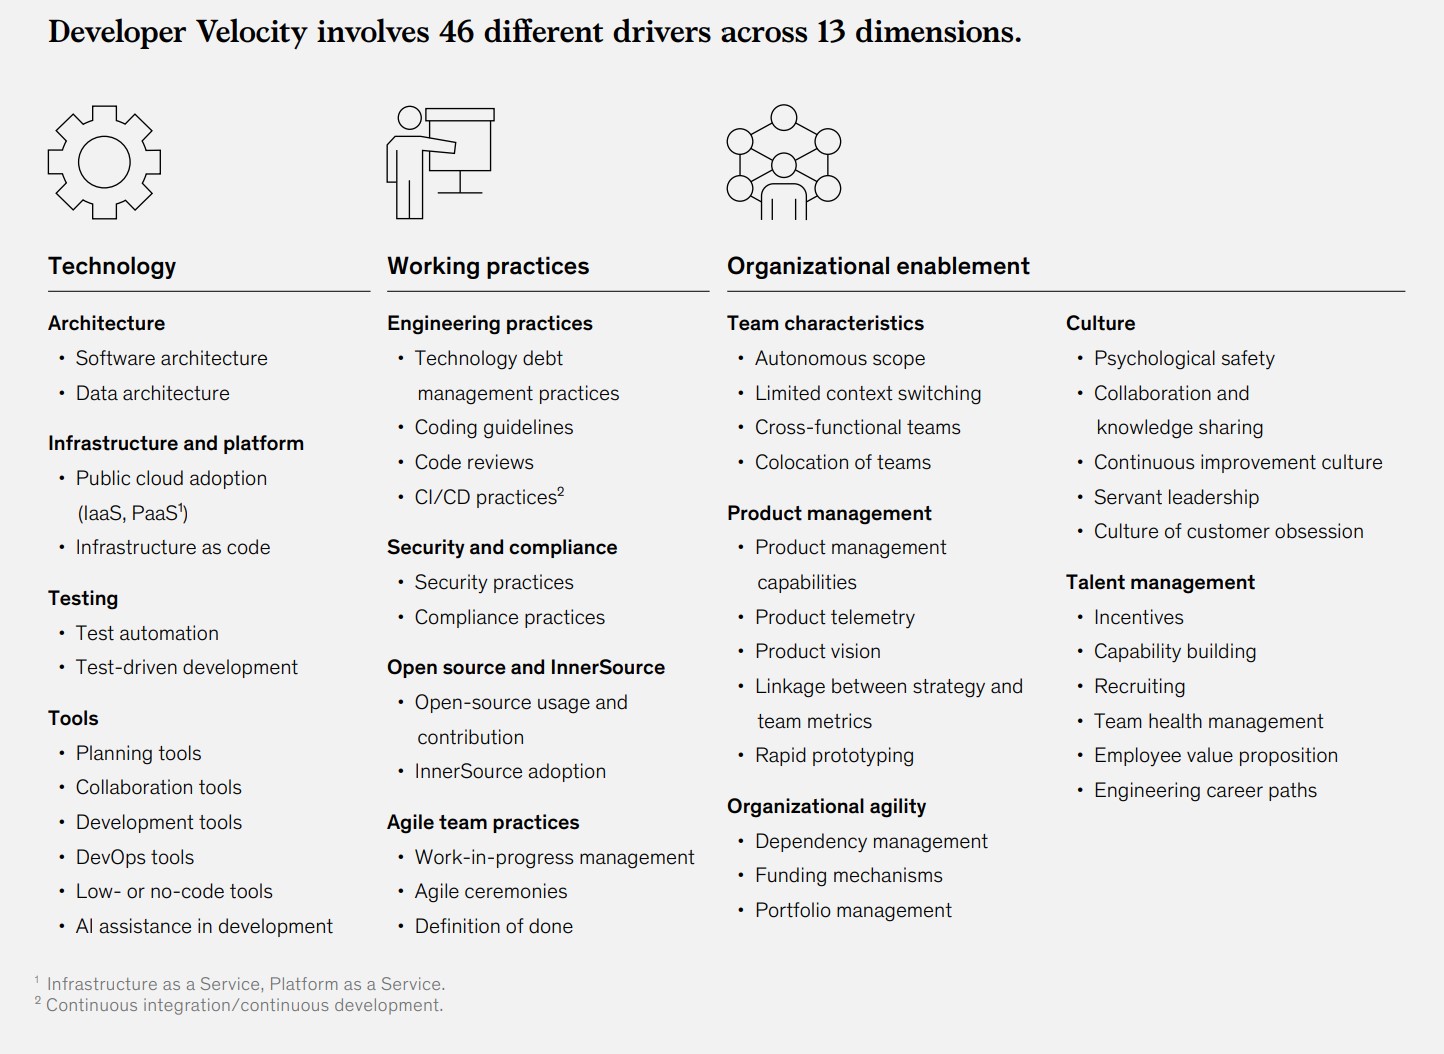 Developer Velocity involves 46 different drivers across 13 dimensions.
Technology
Architecture
• Software architecture
• Data architecture
Infrastructure and platform
• Public cloud adoption
(IaaS, PaaS¹)
• Infrastructure as code
Testing
• Test automation
• Test-driven development
Tools
• Planning tools
• Collaboration tools
• Development tools
• DevOps tools
• Low- or no-code tools
• AI assistance in development
Working practices
Engineering practices
• Technology debt
management practices
• Coding guidelines
• Code reviews
• CI/CD practices²
Security and compliance
• Security practices
• Compliance practices
Open source and InnerSource
• Open-source usage and
contribution
• InnerSource adoption
Agile team practices
• Work-in-progress management
• Agile ceremonies
• Definition of done
Organizational enablement
Team characteristics
• Autonomous scope
• Limited context switching
• Cross-functional teams
• Colocation of teams
Product management
• Product management
capabilities
• Product telemetry
• Product vision
• Linkage between strategy and
team metrics
• Rapid prototyping
Organizational agility
• Dependency management
• Funding mechanisms
• Portfolio management
Culture
• Psychological safety
• Collaboration and
knowledge sharing
• Continuous improvement culture
• Servant leadership
• Culture of customer obsession
Talent management
• Incentives
• Capability building
• Recruiting
• Team health management
• Employee value proposition
• Engineering career paths
¹ Infrastructure as a Service, Platform as a Service.
² Continuous integration/continuous development.